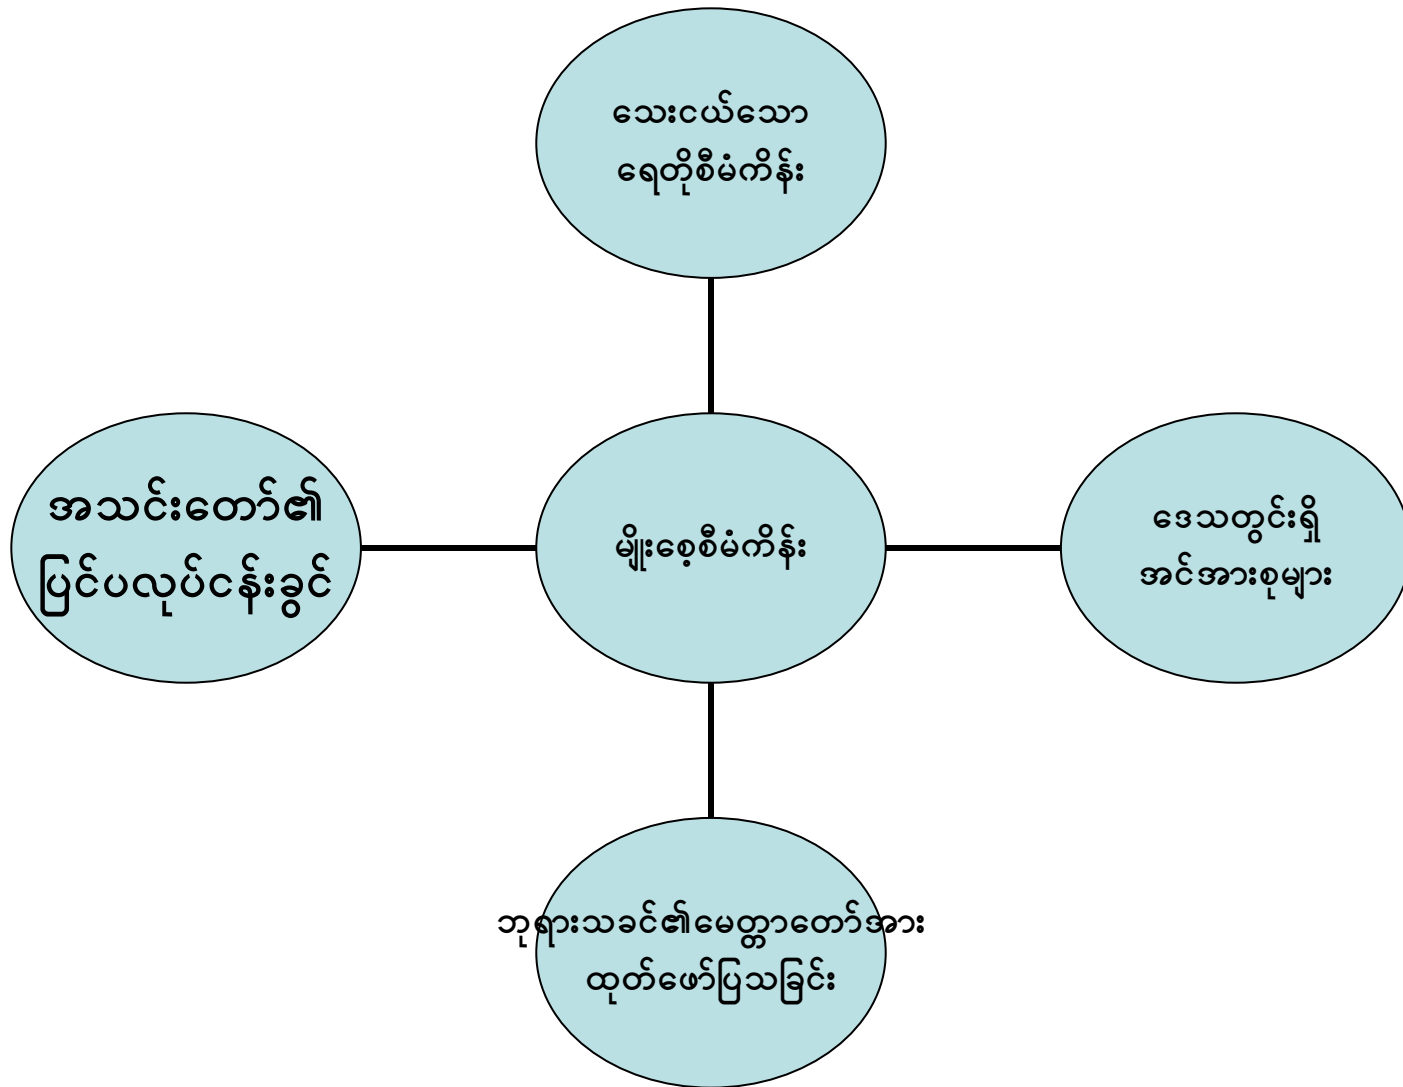 သေးငယ်သော
ရေတိုစီမံကိန်း
အသင်းတော်၏
ပြင်ပလုပ်ငန်းခွင်
မျိုးစေ့စီမံကိန်း
ဒေသတွင်းရှိ
အင်အားစုများ
ဘုရားသခင်၏မေတ္တာတော်အား
ထုတ်ဖော်ပြသခြင်း